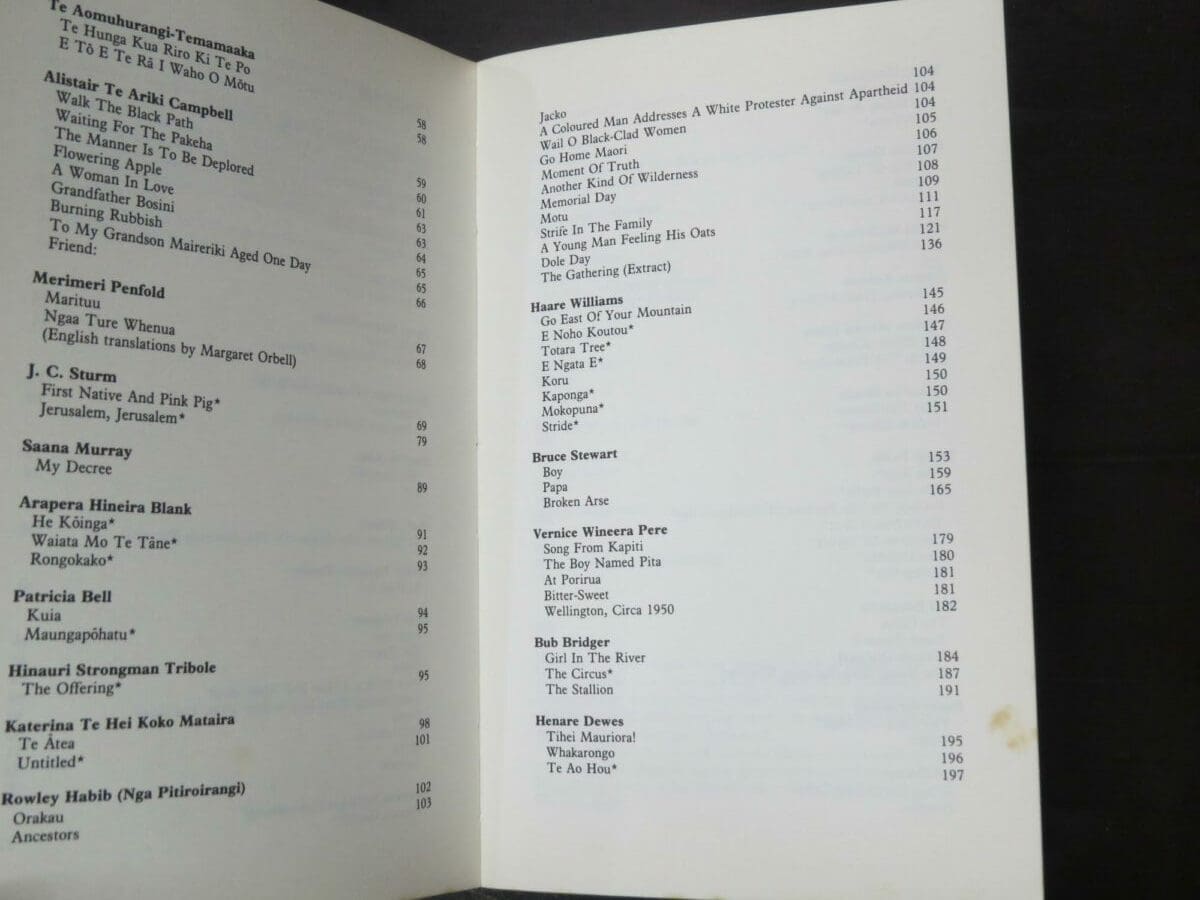 Te Aomuhurangi-Temamaaka
Te Hunga Kua Riro Ki Te Po 58
E Tō E Te Rā I Waho O Mōtu 58
Alistair Te Ariki Campbell
Walk The Black Path 59
Waiting For The Pakeha 60
The Manner Is To Be Deplored 61
Flowering Apple 63
A Woman In Love 63
Grandfather Bosini 64
Burning Rubbish 65
To My Grandson Maireriki Aged One Day 65
Friend: 66
Merimeri Penfold
Marituu 67
Ngaa Ture Whenua 68
(English translations by Margaret Orbell)
J. C. Sturm
First Native And Pink Pig* 69
Jerusalem, Jerusalem* 79
Saana Murray
My Decree 89
Arapera Hineira Blank
He Kōinga* 91
Waiata Mo Te Tāne* 92
Rongokako* 93
Patricia Bell
Kuia 94
Maungapōhatu* 95
Hinauri Strongman Tribole
The Offering* 95
Katerina Te Hei Koko Mataira
Te Ātea 98
Untitled* 101
Rowley Habib (Nga Pitiroirangi)
Orakau 102
Ancestors 103
Jacko 104
A Coloured Man Addresses A White Protester Against Apartheid 104
Wail O Black-Clad Women 104
Go Home Maori 105
Moment Of Truth 106
Another Kind Of Wilderness 107
Memorial Day 108
Motu 109
Strife In The Family 111
A Young Man Feeling His Oats 117
Dole Day 121
The Gathering (Extract) 136
Haare Williams
Go East Of Your Mountain 145
E Noho Koutou* 146
Totara Tree* 147
E Ngata E* 148
Koru 149
Kaponga* 150
Mokopuna* 150
Stride* 151
Bruce Stewart
Boy 153
Papa 159
Broken Arse 165
Vernice Wineera Pere
Song From Kapiti 179
The Boy Named Pita 180
At Porirua 181
Bitter-Sweet 181
Wellington, Circa 1950 182
Bub Bridger
Girl In The River 184
The Circus* 187
The Stallion 191
Henare Dewes
Tihei Mauriora! 195
Whakarongo 196
Te Ao Hou* 197